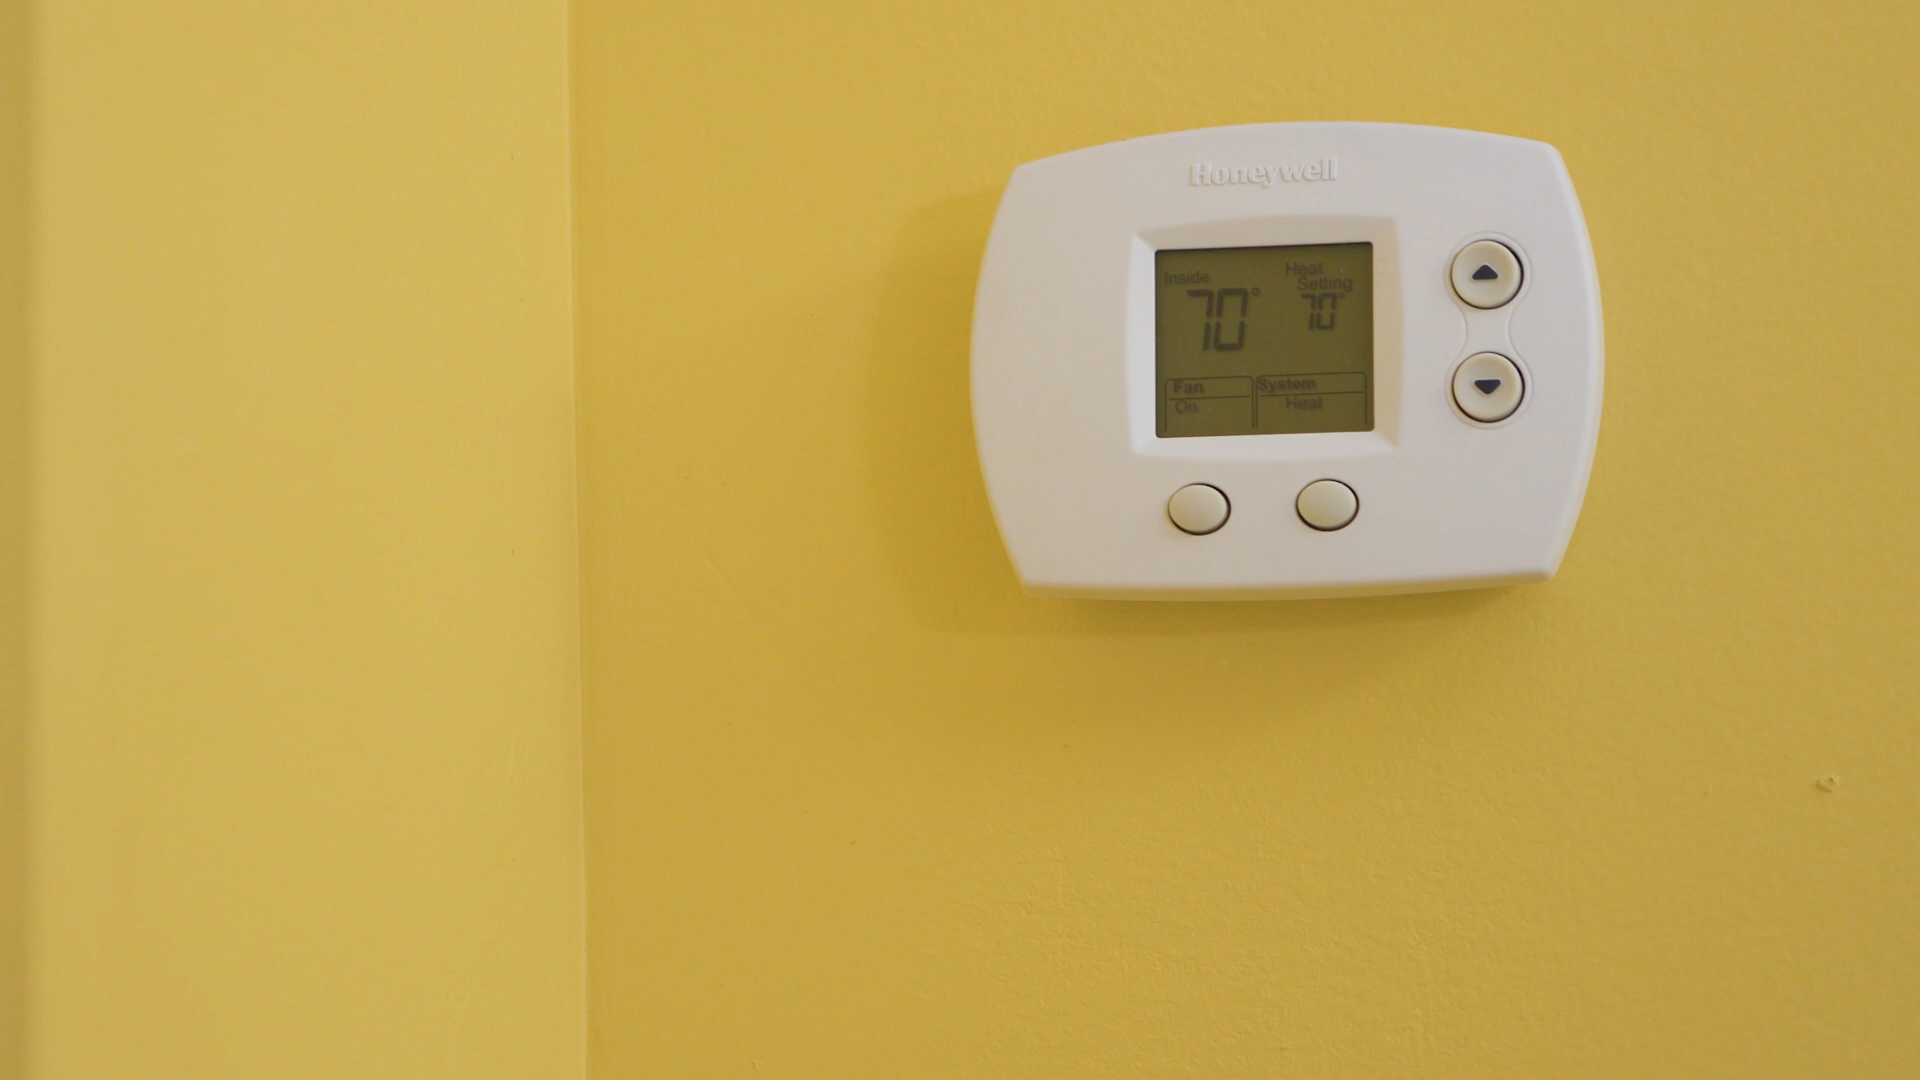 Honeywell
Inside
Heat
Setting
70°
70°
Fan
System
On
Heat